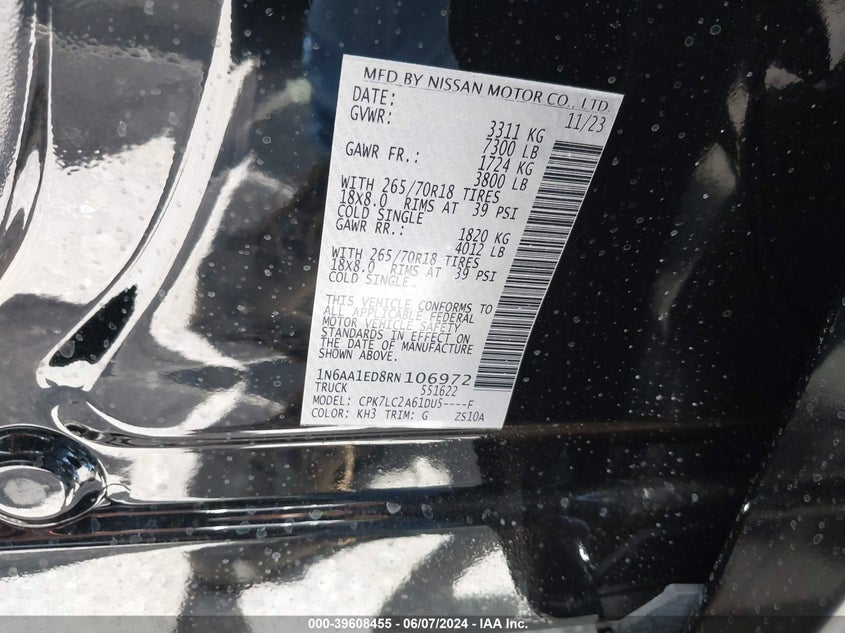 MFD BY NISSAN MOTOR CO., LTD.
DATE: 11/23
GVWR: 3311 KG
7300 LB
GAWR FR.: 1724 KG
3800 LB
WITH 265/70R18 TIRES
18X8.0 RIMS AT 39 PSI
COLD SINGLE
GAWR RR.: 1820 KG
4012 LB
WITH 265/70R18 TIRES
18X8.0 RIMS AT 39 PSI
COLD SINGLE.
THIS VEHICLE CONFORMS TO
ALL APPLICABLE FEDERAL
MOTOR VEHICLE SAFETY
STANDARDS IN EFFECT ON
THE DATE OF MANUFACTURE
SHOWN ABOVE.
1N6AA1ED8RN106972
TRUCK 551622
MODEL: CPK7LC2A61DU5----F
COLOR: KH3 TRIM: G ZS10A
000-39608455 - 06/07/2024 - IAA Inc.